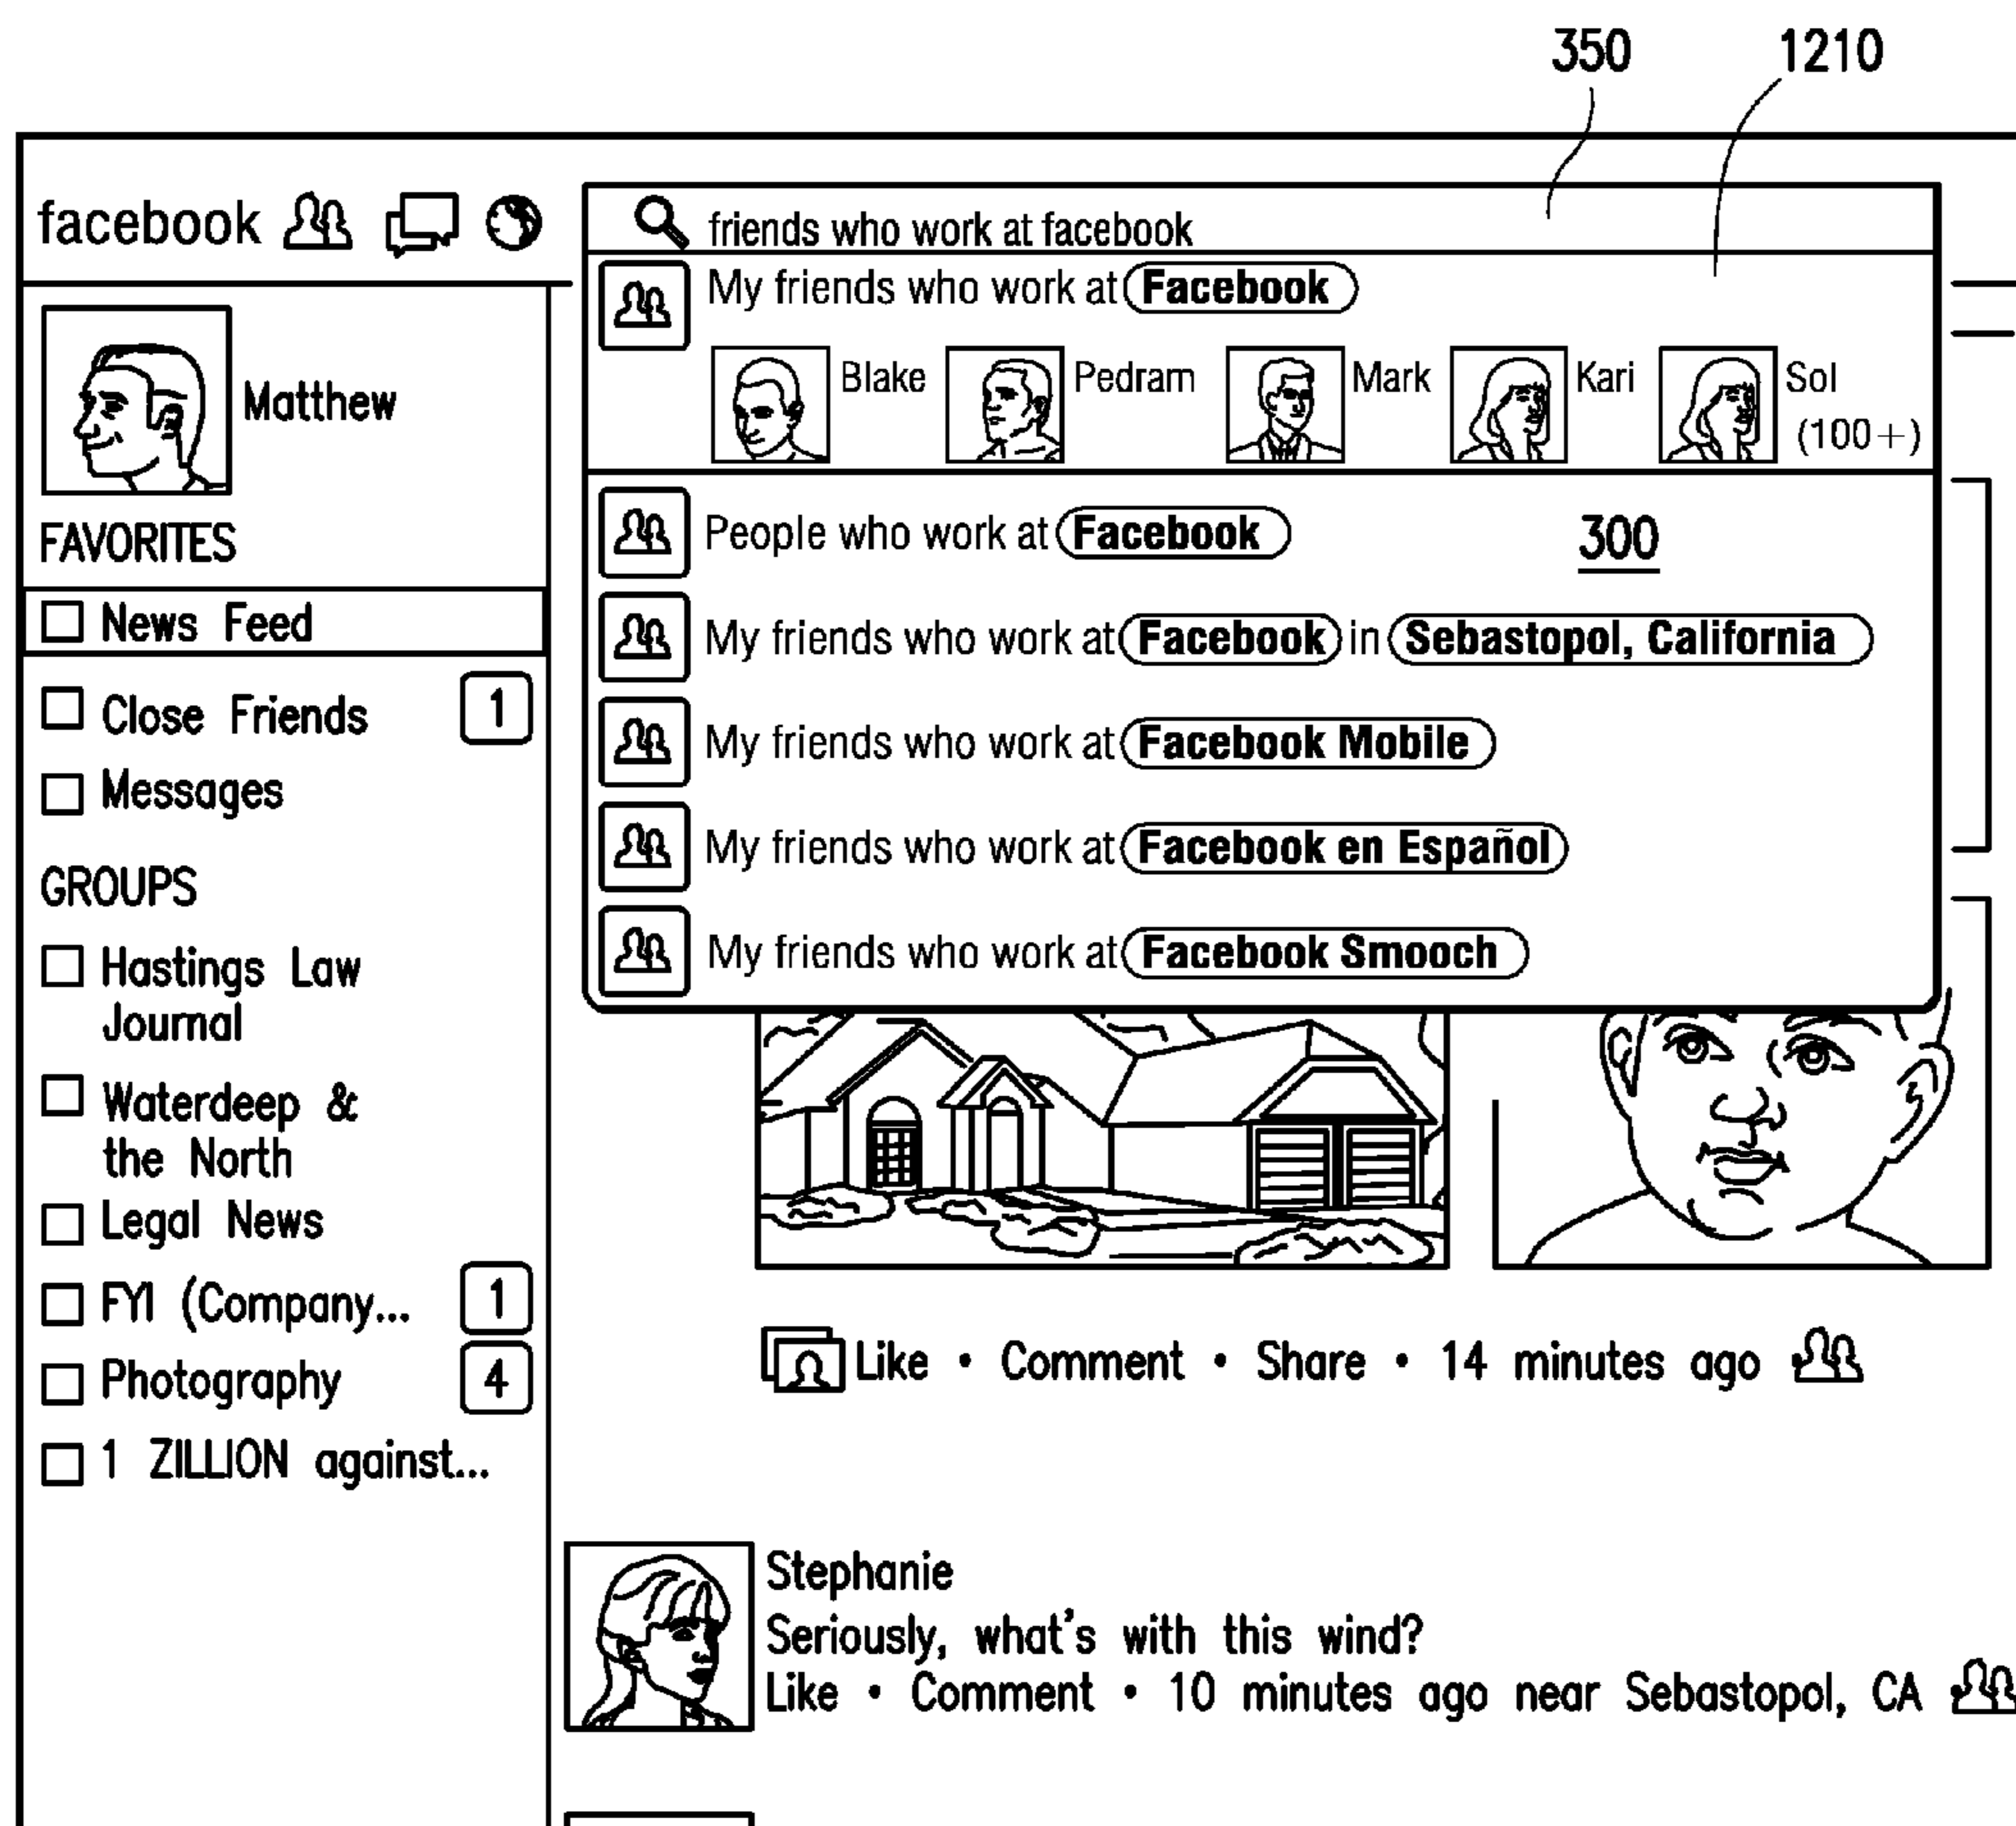 350 1210
facebook
friends who work at facebook
My friends who work at Facebook
Blake Pedram Mark Kari Sol
(100+)
Matthew
FAVORITES
News Feed
Close Friends 1
Messages
GROUPS
Hastings Law
Journal
Waterdeep &
the North
Legal News
FYI (Company... 1
Photography 4
1 ZILLION against...
People who work at Facebook
300
My friends who work at Facebook in Sebastopol, California
My friends who work at Facebook Mobile
My friends who work at Facebook en Español
My friends who work at Facebook Smooch
Like • Comment • Share • 14 minutes ago
Stephanie
Seriously, what's with this wind?
Like • Comment • 10 minutes ago near Sebastopol, CA